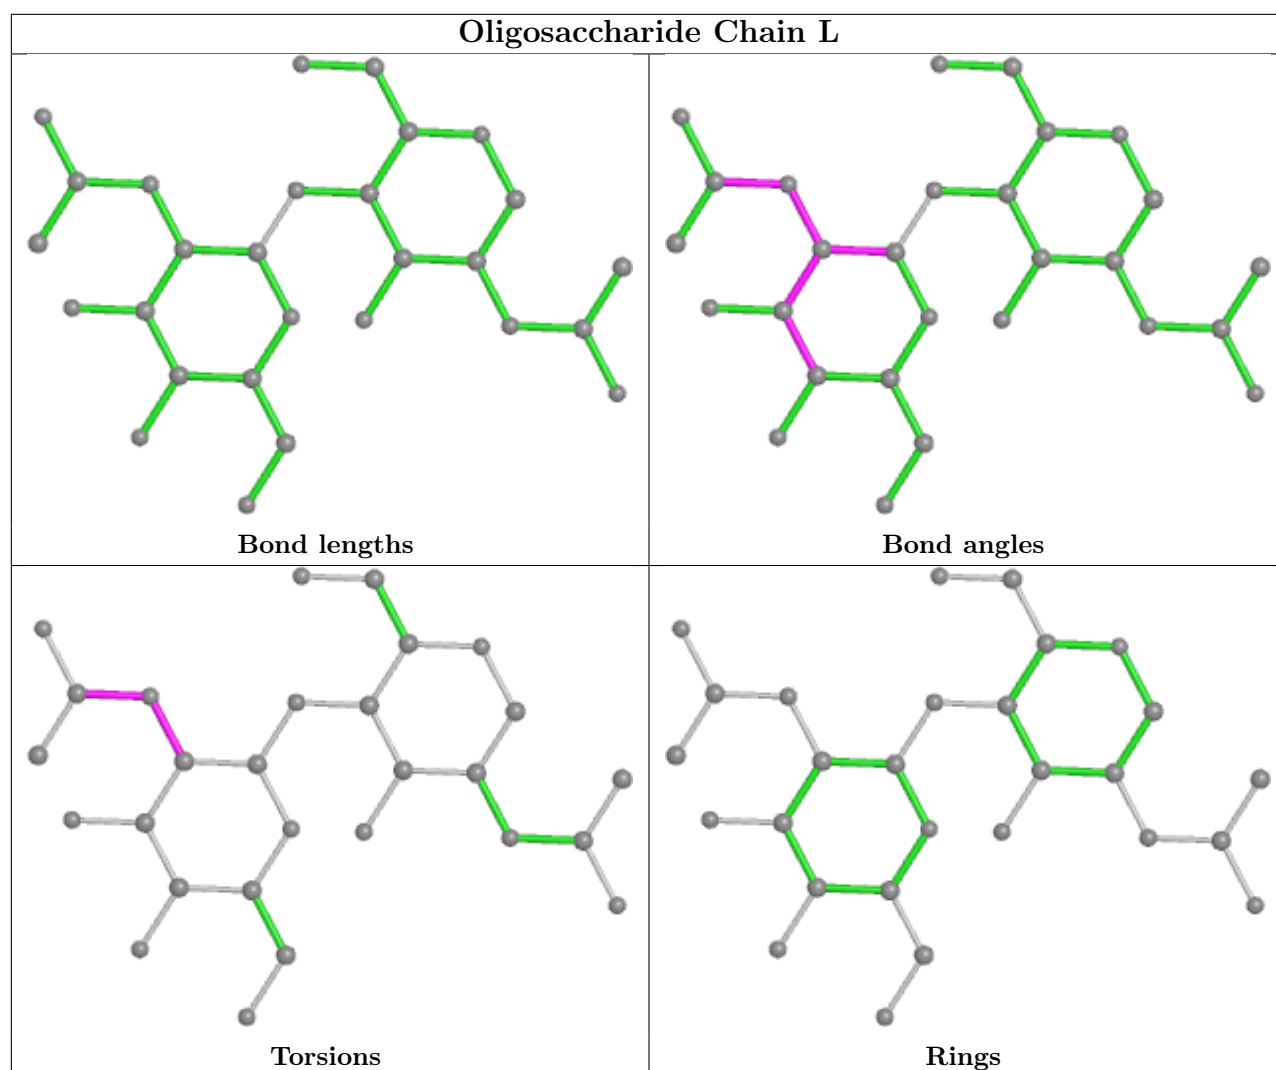 Oligosaccharide Chain L
Bond lengths
Bond angles
Torsions
Rings